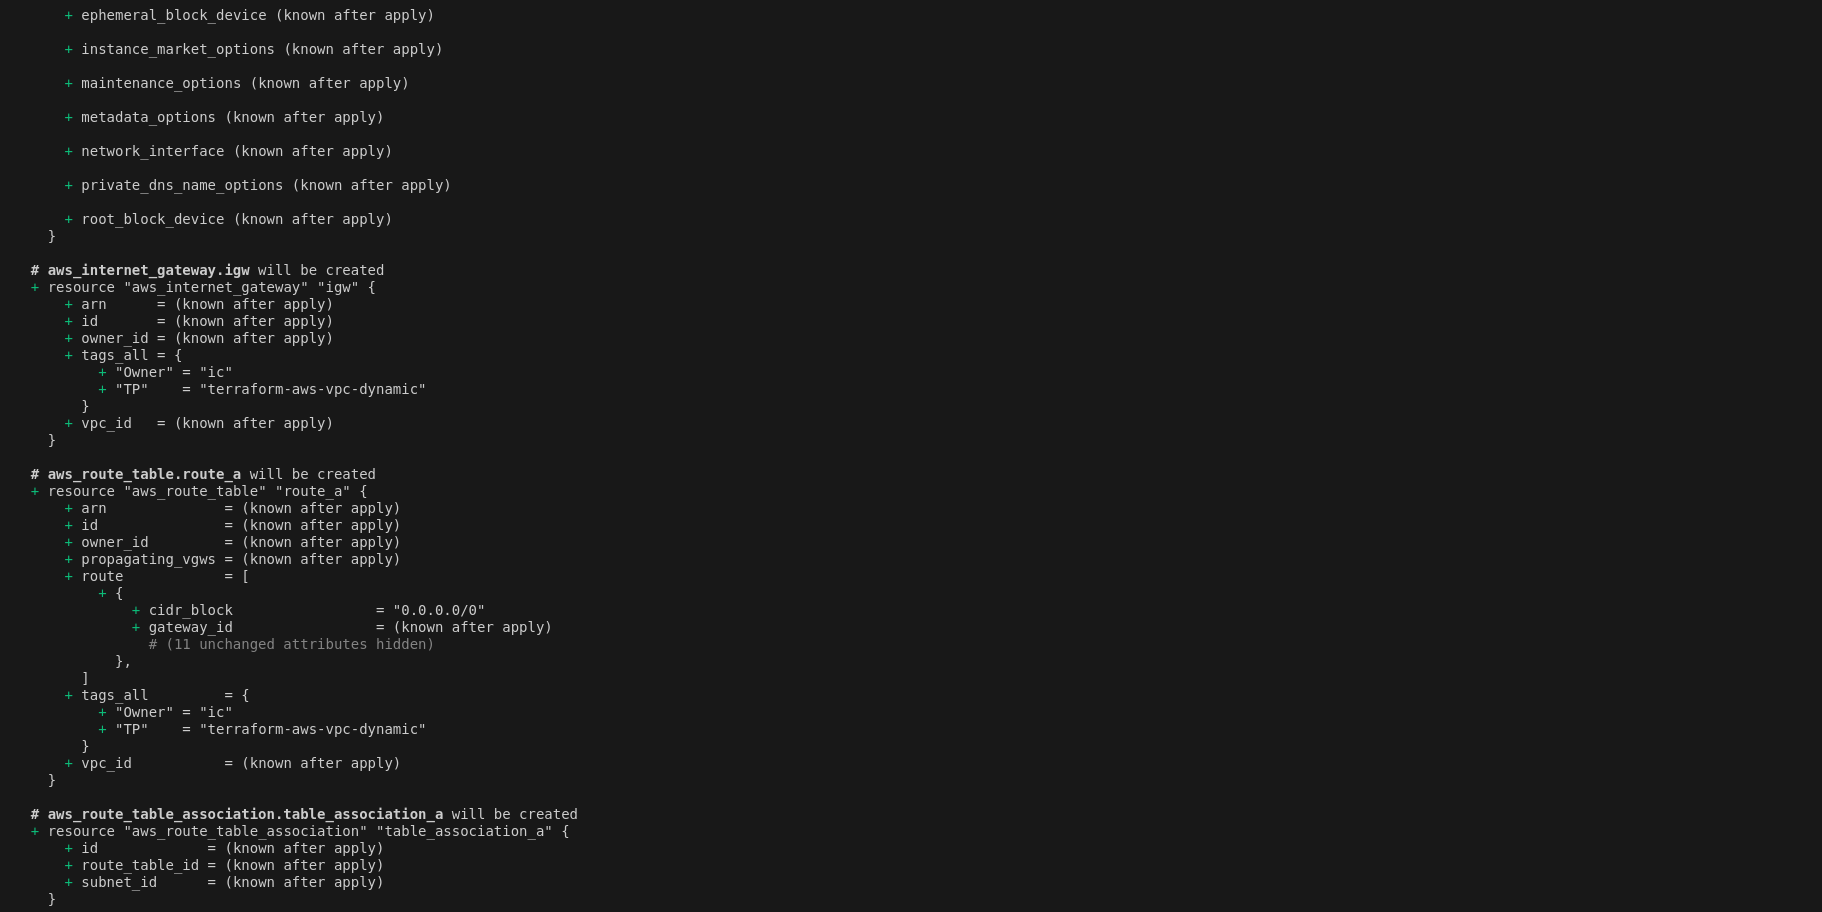 + ephemeral_block_device (known after apply)
+ instance_market_options (known after apply)
+ maintenance_options (known after apply)
+ metadata_options (known after apply)
+ network_interface (known after apply)
+ private_dns_name_options (known after apply)
+ root_block_device (known after apply)
}
# aws_internet_gateway.igw will be created
+ resource "aws_internet_gateway" "igw" {
+ arn      = (known after apply)
+ id       = (known after apply)
+ owner_id = (known after apply)
+ tags_all = {
+ "Owner" = "ic"
+ "TP"    = "terraform-aws-vpc-dynamic"
}
+ vpc_id   = (known after apply)
}
# aws_route_table.route_a will be created
+ resource "aws_route_table" "route_a" {
+ arn              = (known after apply)
+ id               = (known after apply)
+ owner_id         = (known after apply)
+ propagating_vgws = (known after apply)
+ route            = [
+ {
+ cidr_block                 = "0.0.0.0/0"
+ gateway_id                 = (known after apply)
# (11 unchanged attributes hidden)
},
]
+ tags_all         = {
+ "Owner" = "ic"
+ "TP"    = "terraform-aws-vpc-dynamic"
}
+ vpc_id           = (known after apply)
}
# aws_route_table_association.table_association_a will be created
+ resource "aws_route_table_association" "table_association_a" {
+ id             = (known after apply)
+ route_table_id = (known after apply)
+ subnet_id      = (known after apply)
}